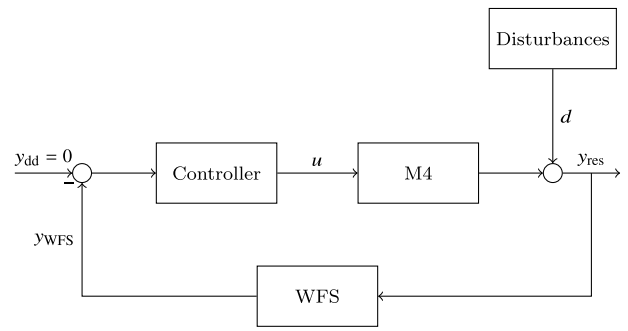 Disturbances
d
y_dd = 0
Controller
u
M4
y_res
−
y_WFS
WFS